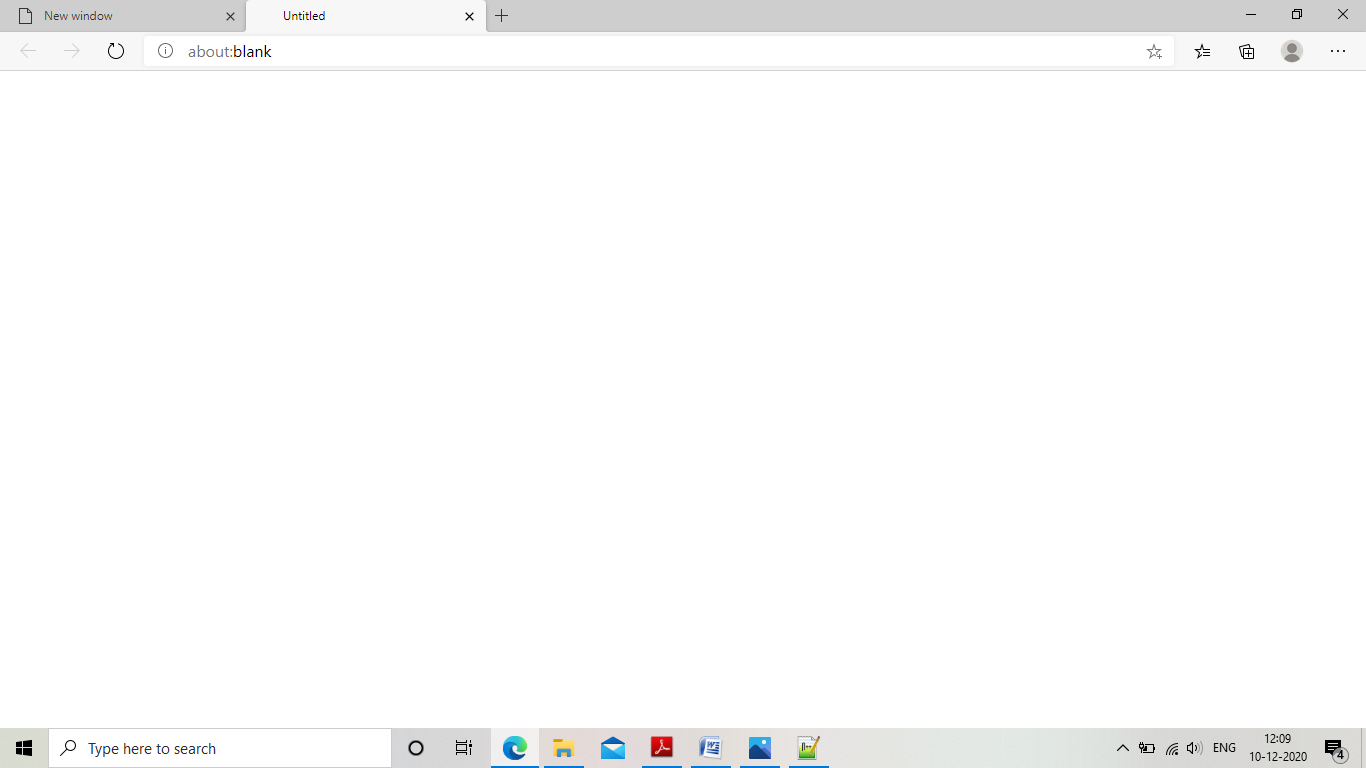 New window
Untitled
about:blank
Type here to search
ENG
12:09
10-12-2020
4